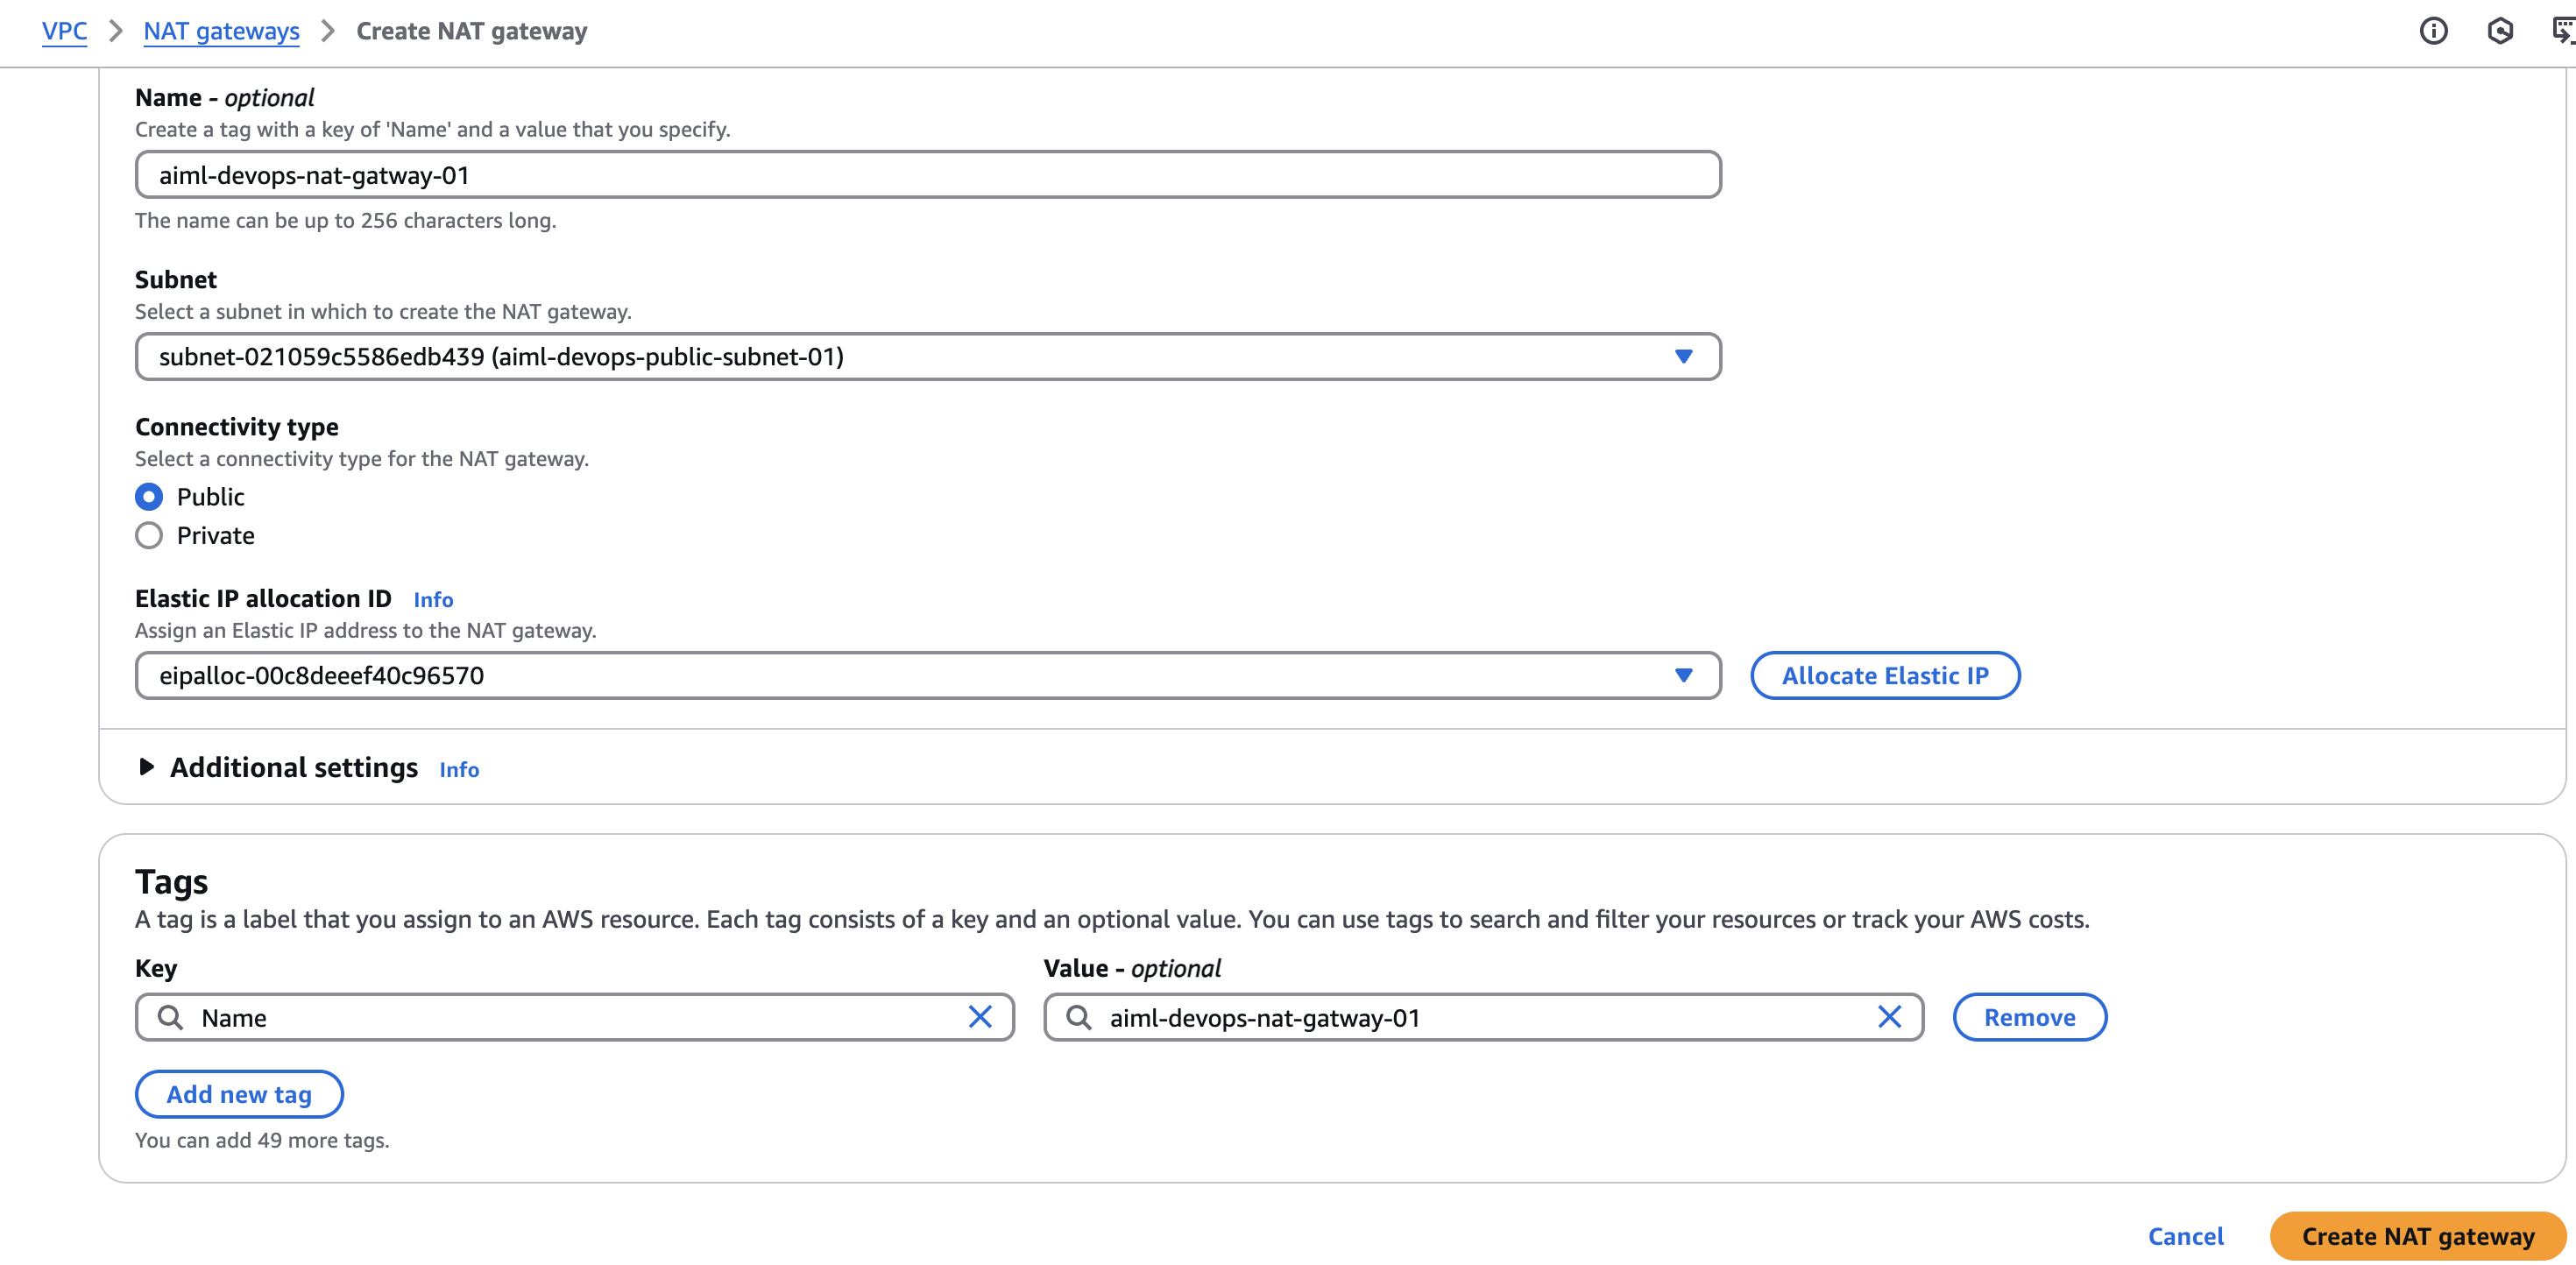 VPC > NAT gateways > Create NAT gateway
Name - optional
Create a tag with a key of 'Name' and a value that you specify.
aiml-devops-nat-gatway-01
The name can be up to 256 characters long.
Subnet
Select a subnet in which to create the NAT gateway.
subnet-021059c5586edb439 (aiml-devops-public-subnet-01)
Connectivity type
Select a connectivity type for the NAT gateway.
Public
Private
Elastic IP allocation ID Info
Assign an Elastic IP address to the NAT gateway.
eipalloc-00c8deeef40c96570 Allocate Elastic IP
Additional settings Info
Tags
A tag is a label that you assign to an AWS resource. Each tag consists of a key and an optional value. You can use tags to search and filter your resources or track your AWS costs.
Key Value - optional
Name aiml-devops-nat-gatway-01 Remove
Add new tag
You can add 49 more tags.
Cancel Create NAT gateway